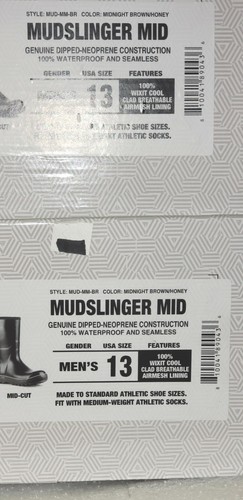 STYLE: MUD-MM-BR COLOR: MIDNIGHT BROWN/HONEY
MUDSLINGER MID
GENUINE DIPPED-NEOPRENE CONSTRUCTION
100% WATERPROOF AND SEAMLESS
GENDER USA SIZE FEATURES
13
100%
WIXIT COOL
CLAD BREATHABLE
AIRMESH LINING
ATHLETIC SHOE SIZES.
ATHLETIC SOCKS.
STYLE: MUD-MM-BR COLOR: MIDNIGHT BROWN/HONEY
MUDSLINGER MID
GENUINE DIPPED-NEOPRENE CONSTRUCTION
100% WATERPROOF AND SEAMLESS
GENDER USA SIZE FEATURES
MEN'S 13
100%
WIXIT COOL
CLAD BREATHABLE
AIRMESH LINING
MID-CUT
MADE TO STANDARD ATHLETIC SHOE SIZES.
FIT WITH MEDIUM-WEIGHT ATHLETIC SOCKS.